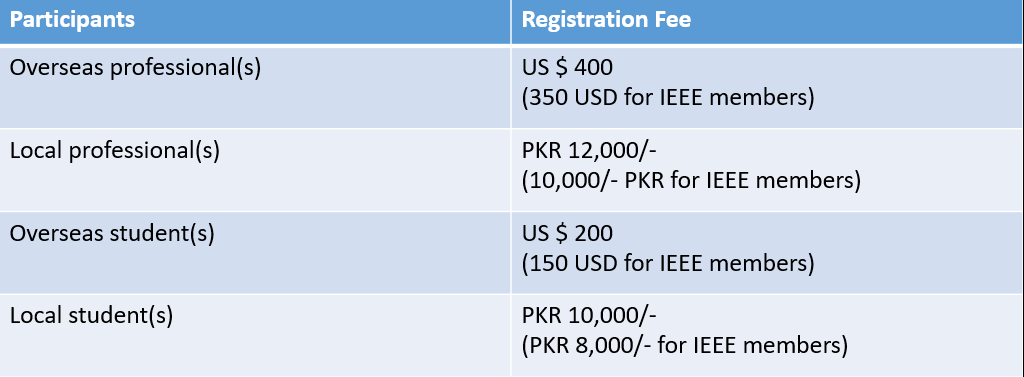 Participants
Registration Fee
Overseas professional(s)
US $ 400
(350 USD for IEEE members)
Local professional(s)
PKR 12,000/-
(10,000/- PKR for IEEE members)
Overseas student(s)
US $ 200
(150 USD for IEEE members)
Local student(s)
PKR 10,000/-
(PKR 8,000/- for IEEE members)